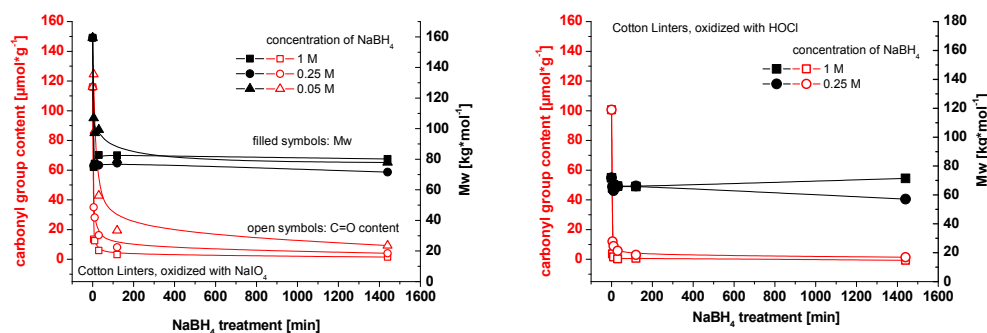 carbonyl group content [µmol*g⁻¹]
160
140
120
100
80
60
40
20
0
-20
concentration of NaBH₄
1 M
0.25 M
0.05 M
filled symbols: Mw
open symbols: C=O content
Cotton Linters, oxidized with NaIO₄
0 200 400 600 800 1000 1200 1400 1600
NaBH₄ treatment [min]
160
140
120
100
80
60
40
20
0
Mw [kg*mol⁻¹]
carbonyl group content [µmol*g⁻¹]
160
140
120
100
80
60
40
20
0
-20
Cotton Linters, oxidized with HOCl
concentration of NaBH₄
1 M
0.25 M
0 200 400 600 800 1000 1200 1400 1600
NaBH₄ treatment [min]
180
160
140
120
100
80
60
40
20
0
Mw [kg*mol⁻¹]